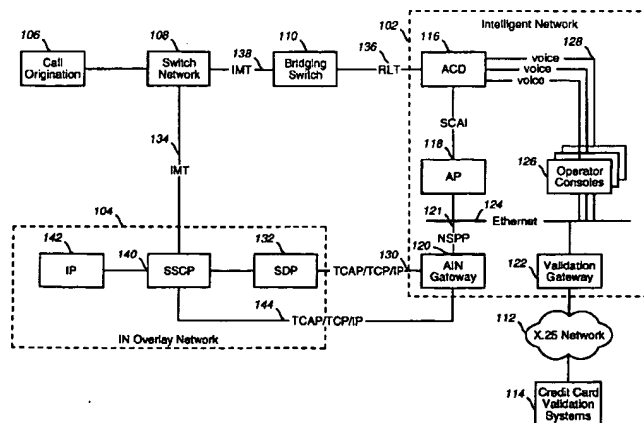 106
Call
Origination
108
Switch
Network
138
IMT
110
Bridging
Switch
136
RLT
102
Intelligent Network
116
ACD
voice
voice
voice
128
SCAI
118
AP
126
Operator
Consoles
124
Ethernet
121
NSPP
134
IMT
104
142
IP
140
SSCP
132
SDP
130
TCAP/TCP/IP
120
AIN
Gatoway
122
Validation
Gateway
144
TCAP/TCP/IP
IN Overlay Network
112
X.25 Network
114
Credit Card
Validation
Systems